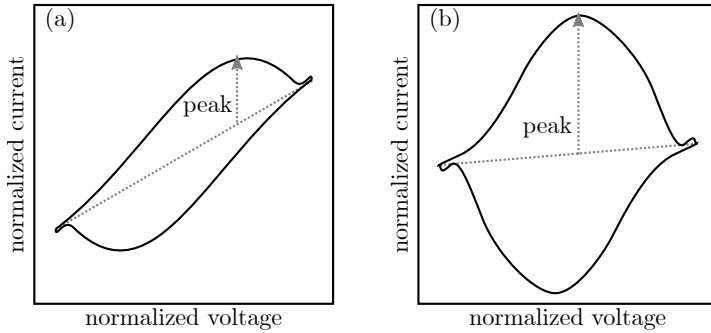 (a)
peak
normalized current
normalized voltage
(b)
peak
normalized current
normalized voltage